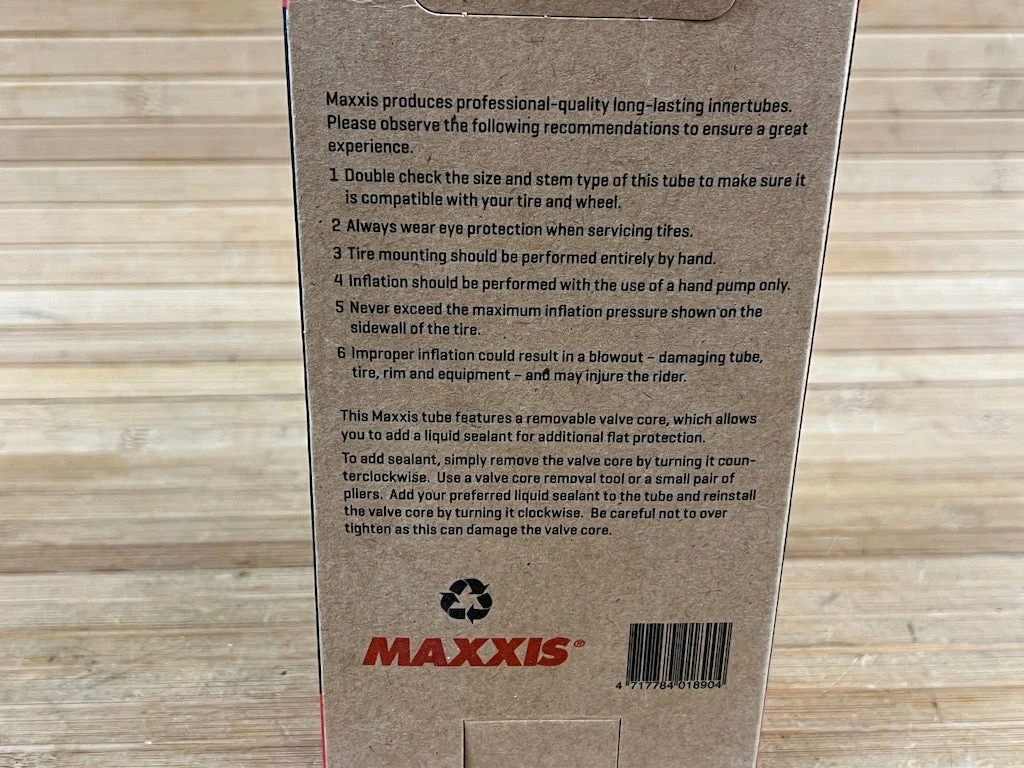 Maxxis produces professional-quality long-lasting innertubes.
Please observe the following recommendations to ensure a great
experience.
1 Double check the size and stem type of this tube to make sure it
is compatible with your tire and wheel.
2 Always wear eye protection when servicing tires.
3 Tire mounting should be performed entirely by hand.
4 Inflation should be performed with the use of a hand pump only.
5 Never exceed the maximum inflation pressure shown on the
sidewall of the tire.
6 Improper inflation could result in a blowout – damaging tube,
tire, rim and equipment – and may injure the rider.
This Maxxis tube features a removable valve core, which allows
you to add a liquid sealant for additional flat protection.
To add sealant, simply remove the valve core by turning it coun-
terclockwise. Use a valve core removal tool or a small pair of
pliers. Add your preferred liquid sealant to the tube and reinstall
the valve core by turning it clockwise. Be careful not to over
tighten as this can damage the valve core.
MAXXIS®
4 717784 018904